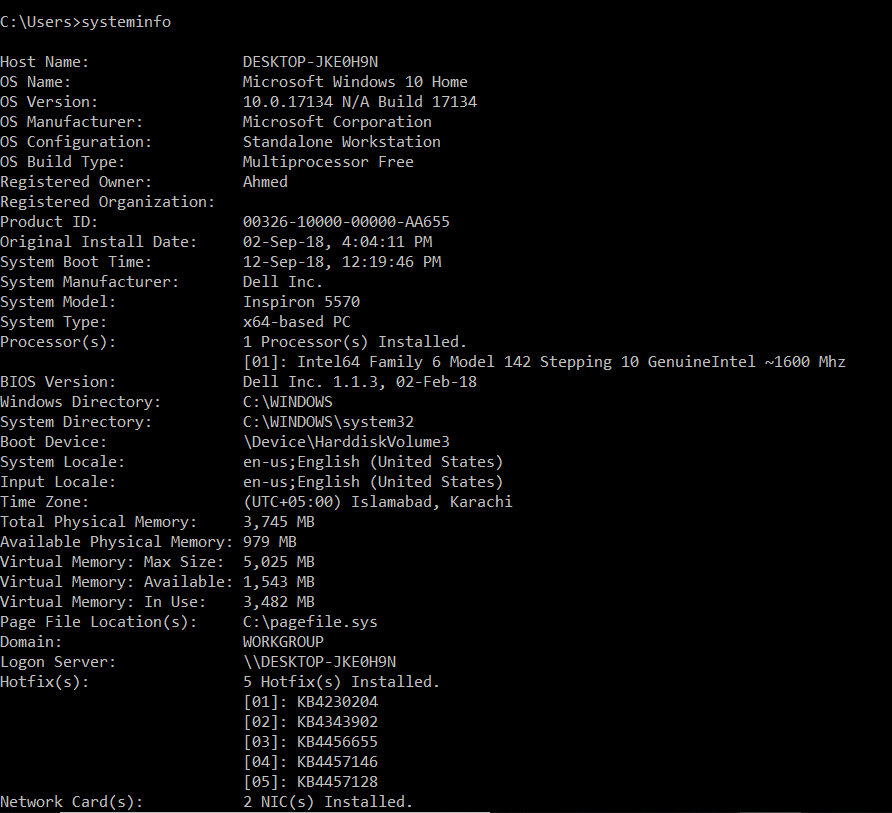 C:\Users>systeminfo
Host Name: DESKTOP-JKE0H9N
OS Name: Microsoft Windows 10 Home
OS Version: 10.0.17134 N/A Build 17134
OS Manufacturer: Microsoft Corporation
OS Configuration: Standalone Workstation
OS Build Type: Multiprocessor Free
Registered Owner: Ahmed
Registered Organization:
Product ID: 00326-10000-00000-AA655
Original Install Date: 02-Sep-18, 4:04:11 PM
System Boot Time: 12-Sep-18, 12:19:46 PM
System Manufacturer: Dell Inc.
System Model: Inspiron 5570
System Type: x64-based PC
Processor(s): 1 Processor(s) Installed.
[01]: Intel64 Family 6 Model 142 Stepping 10 GenuineIntel ~1600 Mhz
BIOS Version: Dell Inc. 1.1.3, 02-Feb-18
Windows Directory: C:\WINDOWS
System Directory: C:\WINDOWS\system32
Boot Device: \Device\HarddiskVolume3
System Locale: en-us;English (United States)
Input Locale: en-us;English (United States)
Time Zone: (UTC+05:00) Islamabad, Karachi
Total Physical Memory: 3,745 MB
Available Physical Memory: 979 MB
Virtual Memory: Max Size: 5,025 MB
Virtual Memory: Available: 1,543 MB
Virtual Memory: In Use: 3,482 MB
Page File Location(s): C:\pagefile.sys
Domain: WORKGROUP
Logon Server: \\DESKTOP-JKE0H9N
Hotfix(s): 5 Hotfix(s) Installed.
[01]: KB4230204
[02]: KB4343902
[03]: KB4456655
[04]: KB4457146
[05]: KB4457128
Network Card(s): 2 NIC(s) Installed.